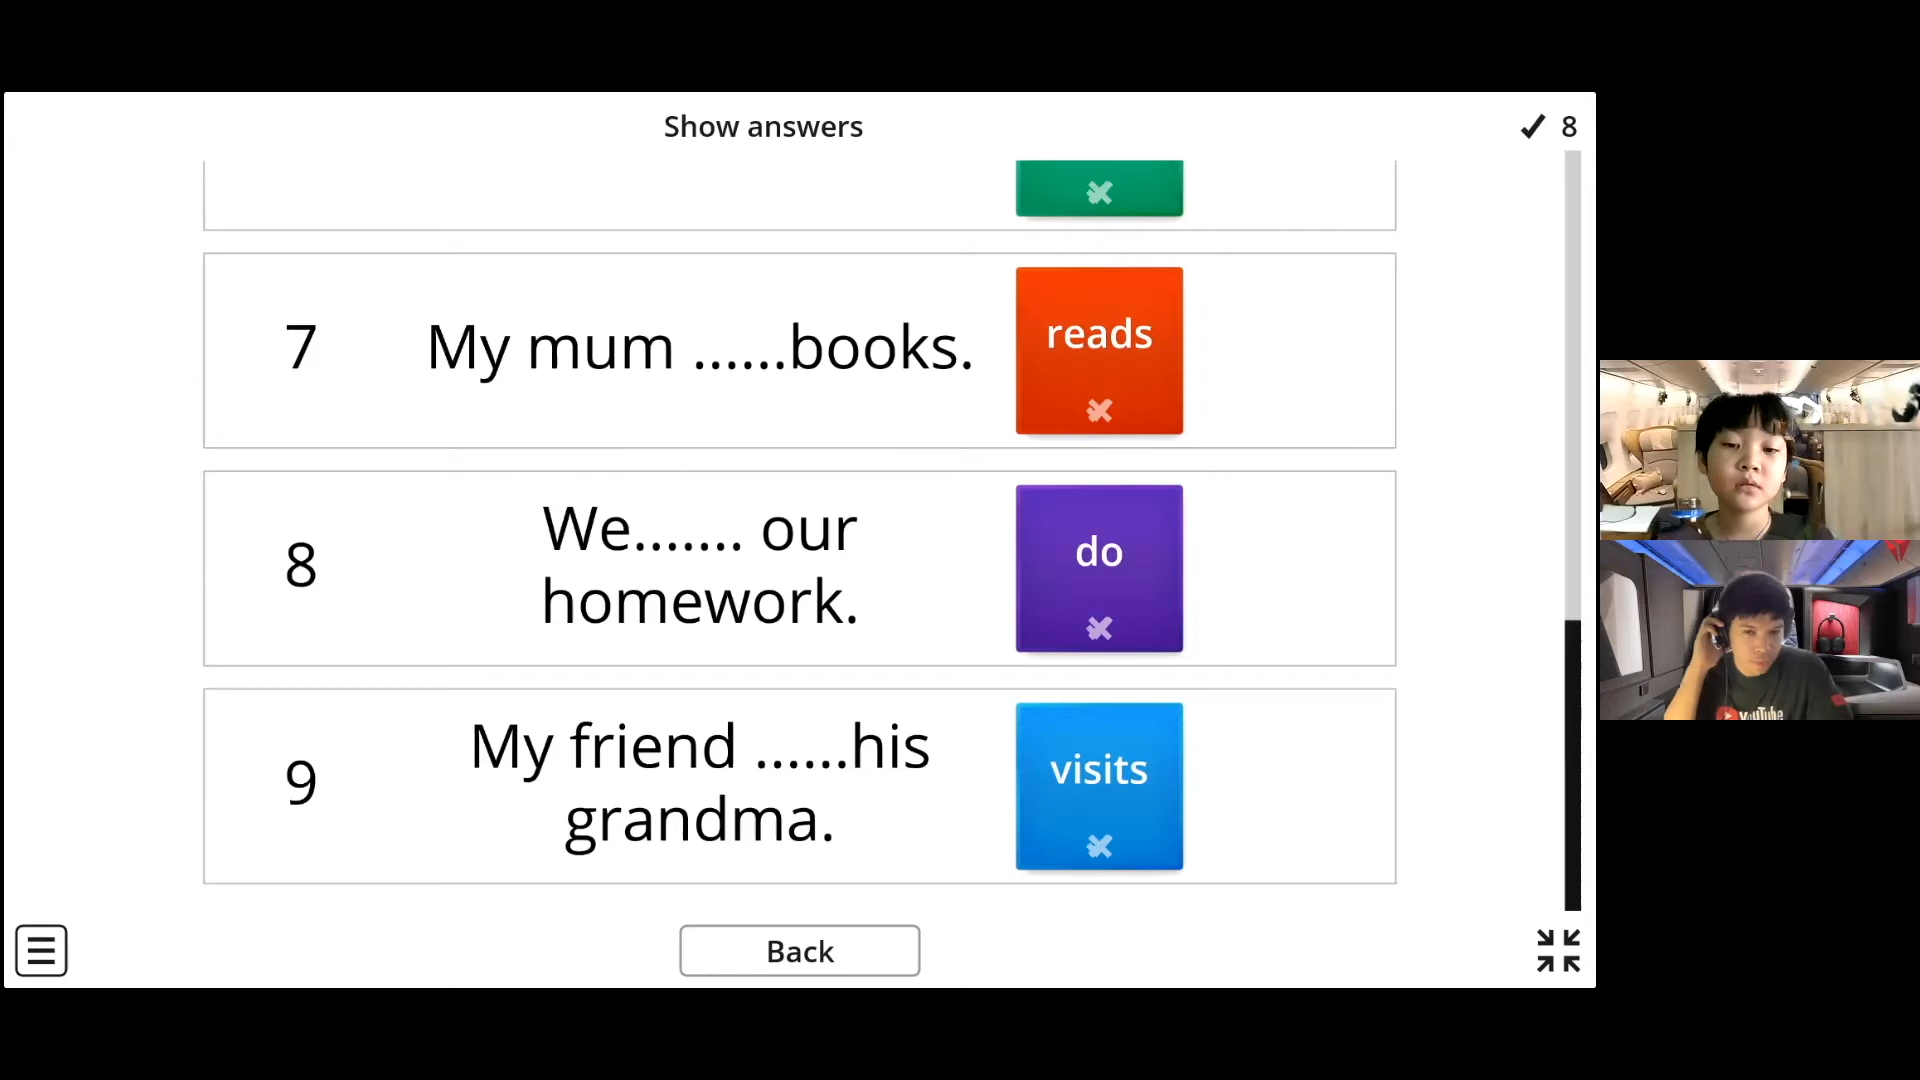 Show answers
8
7
My mum ......books.
reads
8
We....... our
homework.
do
9
My friend ......his
grandma.
visits
Back
YouTube